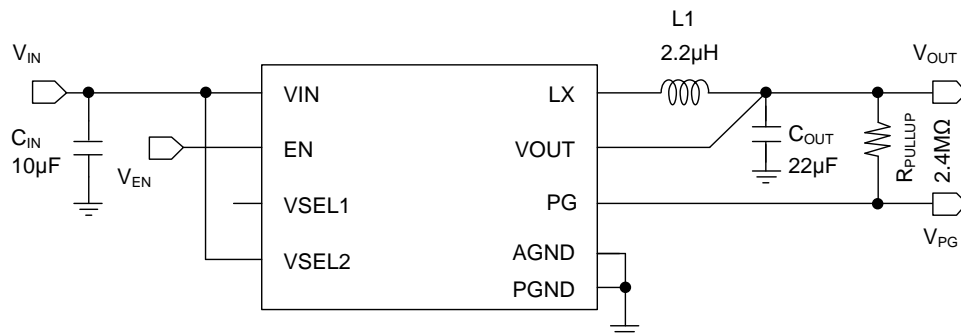 L1
2.2µH
VIN
VOUT
VIN
LX
CIN
10µF
EN
VOUT
COUT
22µF
RPULLUP
2.4MΩ
VEN
VSEL1
PG
VSEL2
AGND
VPG
PGND